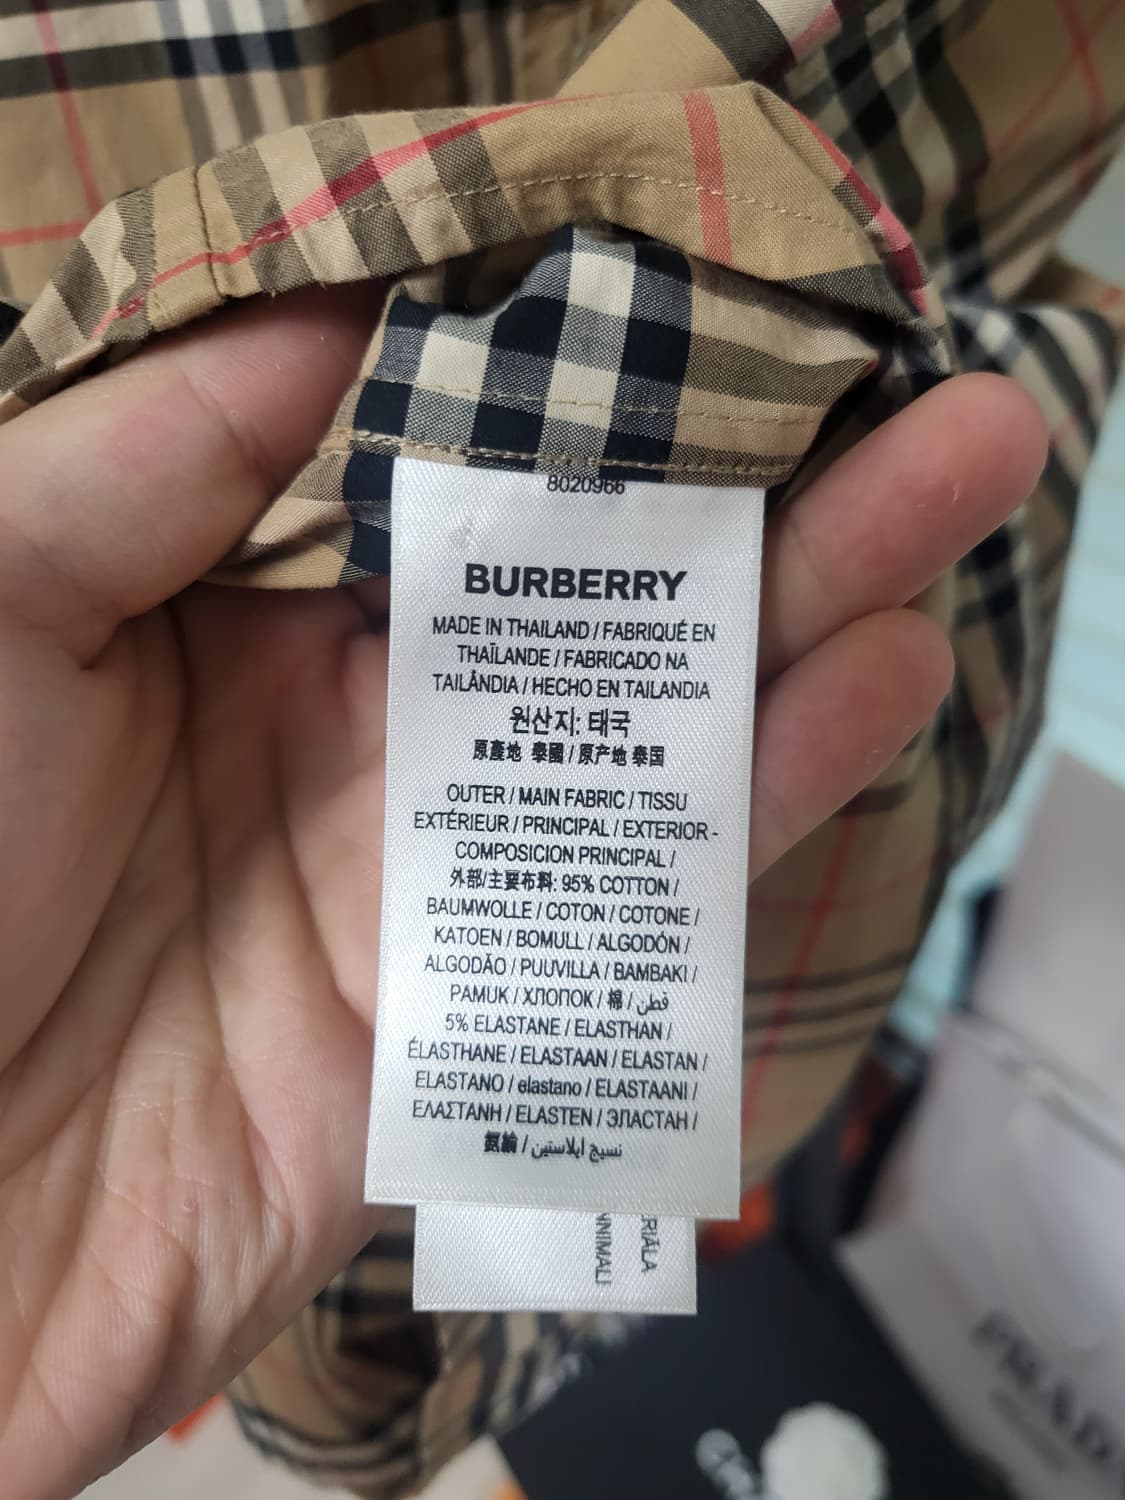 8020966
BURBERRY
MADE IN THAILAND / FABRIQUÉ EN
THAÏLANDE / FABRICADO NA
TAILÂNDIA / HECHO EN TAILANDIA
원산지: 태국
原產地 泰國 / 原产地 泰国
OUTER / MAIN FABRIC / TISSU
EXTÉRIEUR / PRINCIPAL / EXTERIOR -
COMPOSICION PRINCIPAL /
外部/主要布料: 95% COTTON /
BAUMWOLLE / COTON / COTONE /
KATOEN / BOMULL / ALGODÓN /
ALGODÃO / PUUVILLA / BAMBAKI /
PAMUK / ХЛОПОК / 棉 / قطن
5% ELASTANE / ELASTHAN /
ÉLASTHANE / ELASTAAN / ELASTAN /
ELASTANO / elastano / ELASTAANI /
ΕΛΑΣΤΑΝΗ / ELASTEN / ЭЛАСТАН /
氨綸 / نسيج ايلاستين